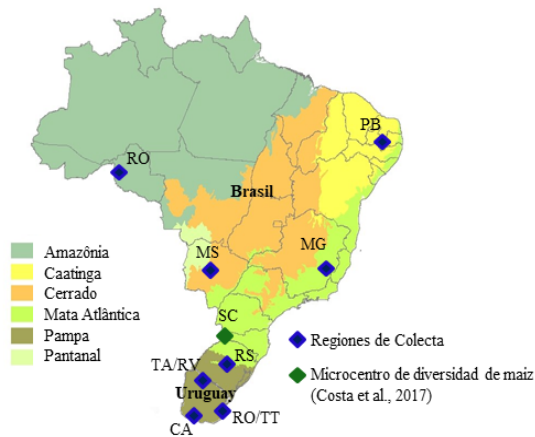 PB
RO
Brasil
MS
MG
Amazônia
Caatinga
Cerrado
Mata Atlântica
Pampa
Pantanal
SC
RS
TA/RV
Uruguay
CA
RO/TT
Regiones de Colecta
Microcentro de diversidad de maiz
(Costa et al., 2017)